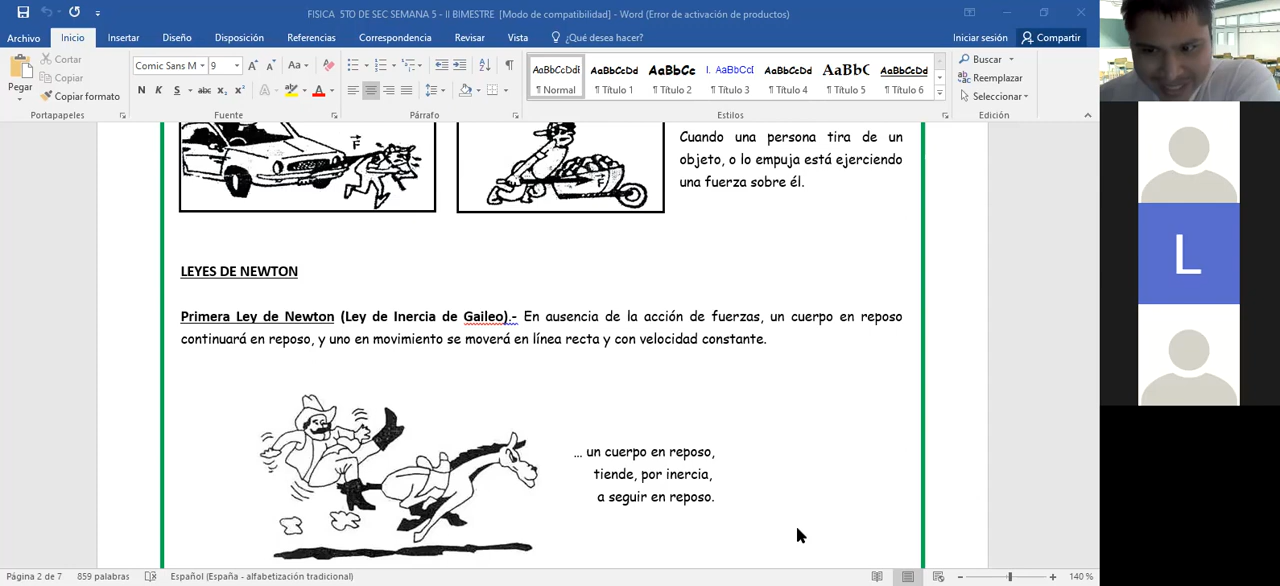 FISICA 5TO DE SEC SEMANA 5 - II BIMESTRE [Modo de compatibilidad] - Word (Error de activación de productos)
Archivo Inicio Insertar Diseño Disposición Referencias Correspondencia Revisar Vista ¿Qué desea hacer? Iniciar sesión Compartir
Pegar
Cortar
Copiar
Copiar formato
Portapapeles
Comic Sans M 9
Aa
N K S abc x₂ x² A A
Fuente
Párrafo
AaBbCcDdE AaBbCcDd AaBbCc I. AaBbCcI AaBbCcDd AaBbC AaBbCcDd
¶ Normal ¶ Título 1 ¶ Título 2 ¶ Título 3 ¶ Título 4 ¶ Título 5 ¶ Título 6
Estilos
Buscar
Reemplazar
Seleccionar
Edición
F
F
Cuando una persona tira de un
objeto, o lo empuja está ejerciendo
una fuerza sobre él.
LEYES DE NEWTON
Primera Ley de Newton (Ley de Inercia de Gaileo).- En ausencia de la acción de fuerzas, un cuerpo en reposo
continuará en reposo, y uno en movimiento se moverá en línea recta y con velocidad constante.
... un cuerpo en reposo,
tiende, por inercia,
a seguir en reposo.
L
Página 2 de 7 859 palabras Español (España - alfabetización tradicional) 140 %